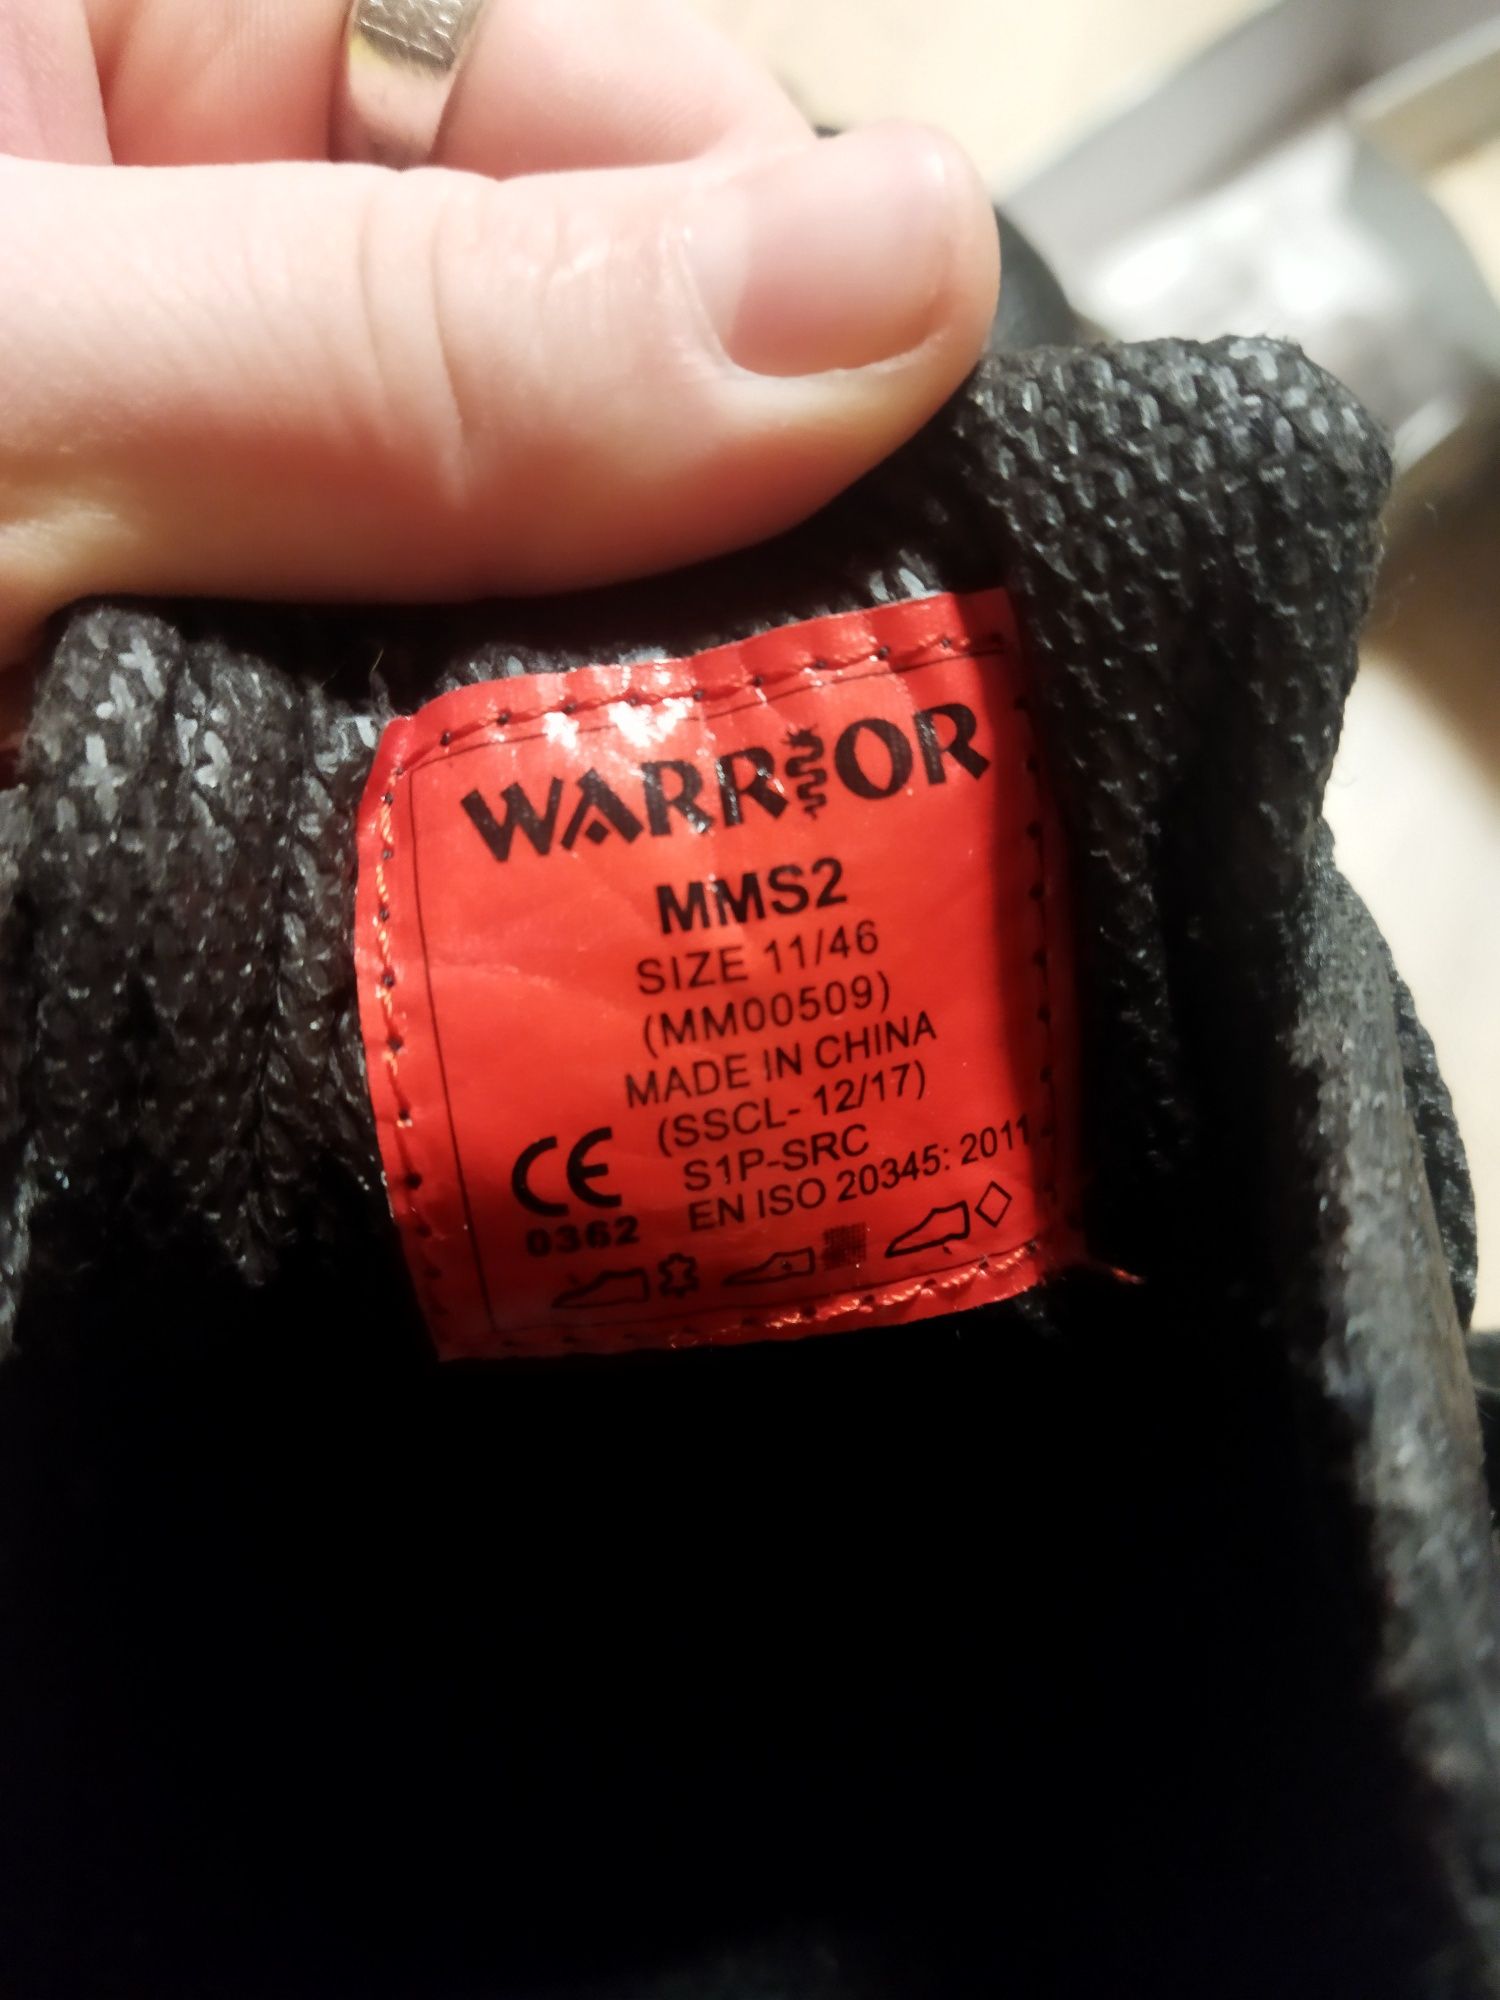 WARRIOR
MMS2
SIZE 11/46
(MM00509)
MADE IN CHINA
(SSCL- 12/17)
S1P-SRC
EN ISO 20345: 2011
CE
0362